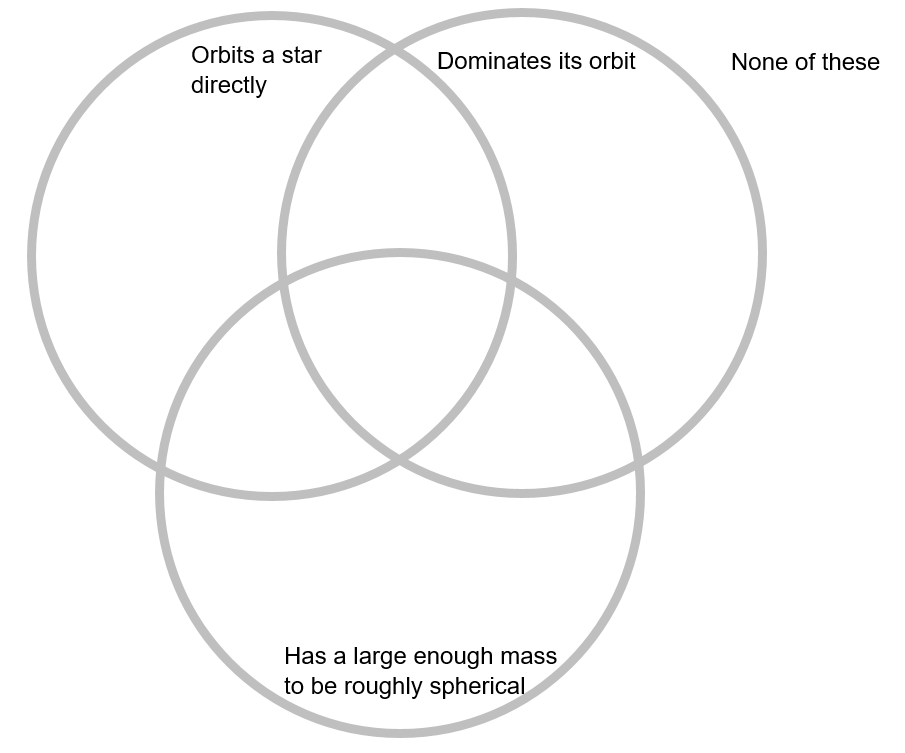 Orbits a star
directly
Dominates its orbit
None of these
Has a large enough mass
to be roughly spherical